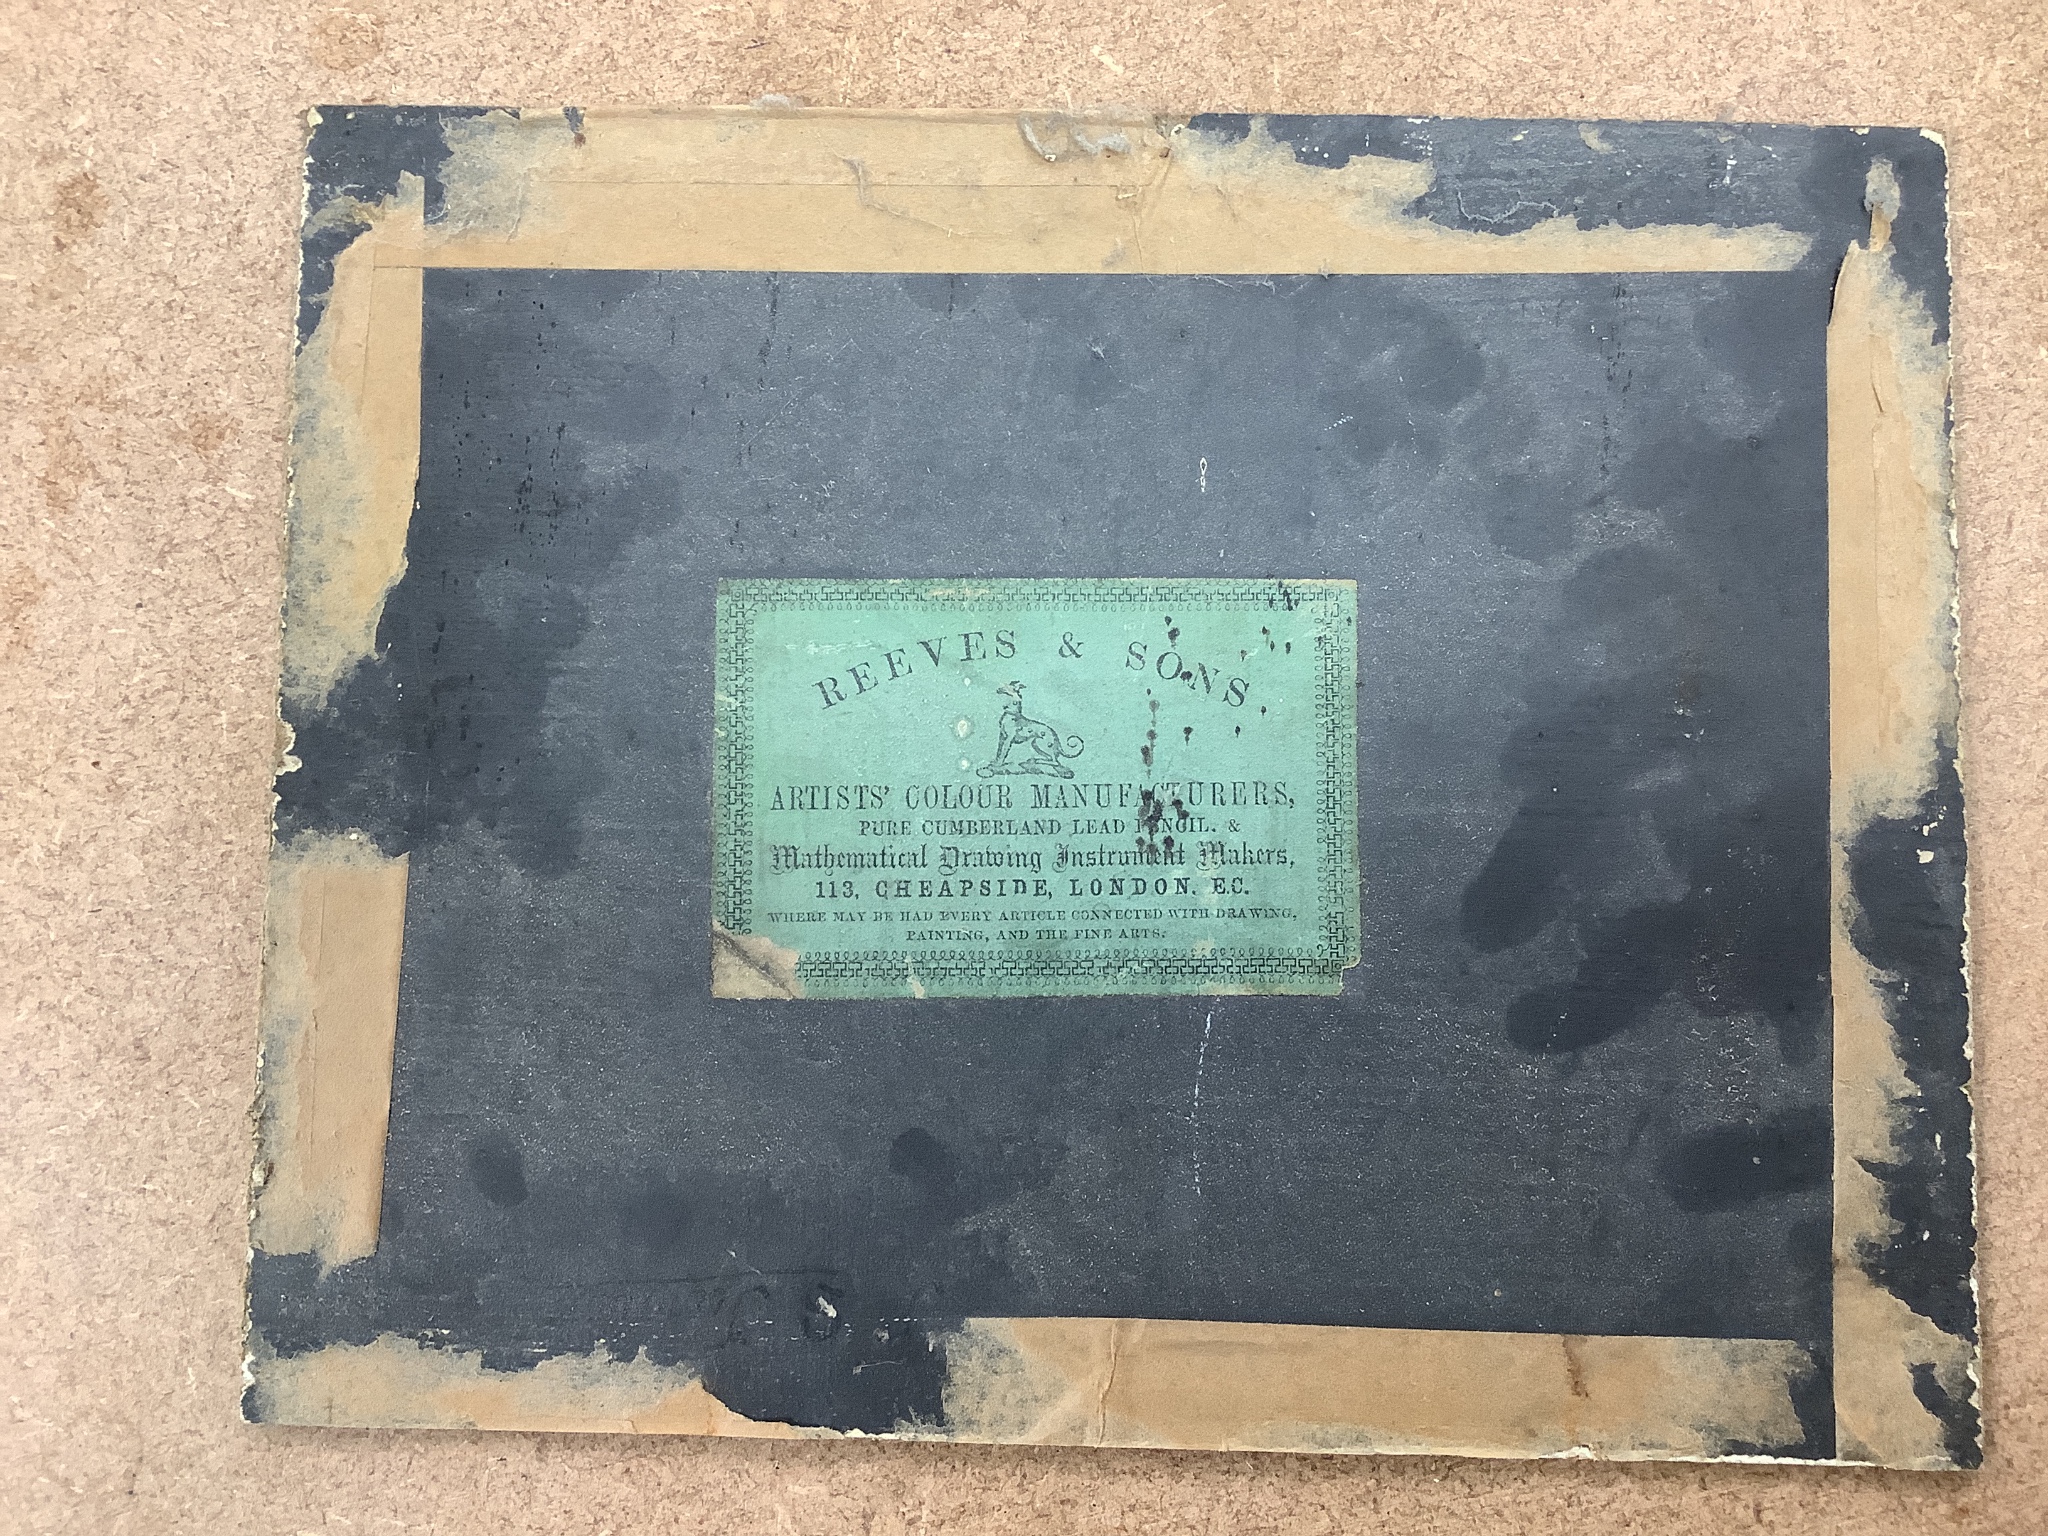 REEVES & SONS
ARTISTS' COLOUR MANUFACTURERS,
PURE CUMBERLAND LEAD PENCIL. &
Mathematical Drawing Instrument Makers,
113, CHEAPSIDE, LONDON. E.C.
WHERE MAY BE HAD EVERY ARTICLE CONNECTED WITH DRAWING,
PAINTING, AND THE FINE ARTS.